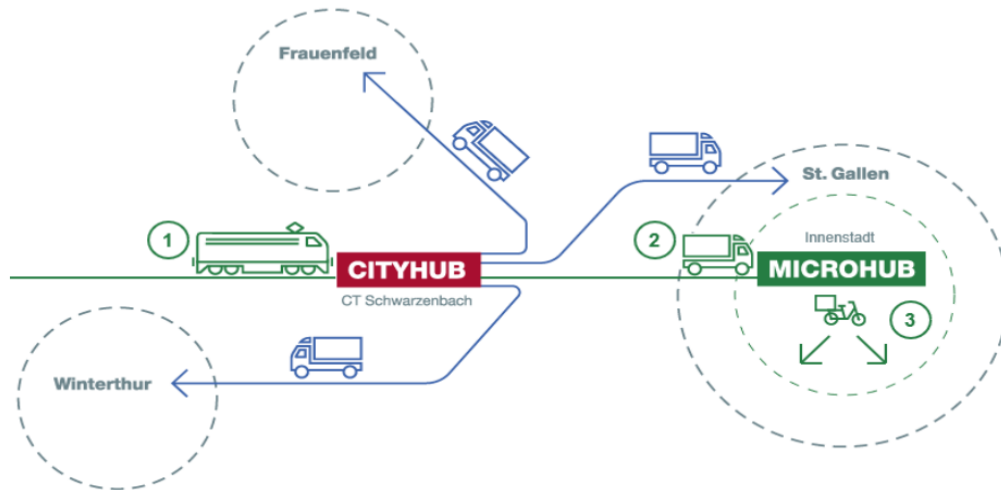 Frauenfeld
St. Gallen
1
2
Innenstadt
CITYHUB
MICROHUB
CT Schwarzenbach
3
Winterthur